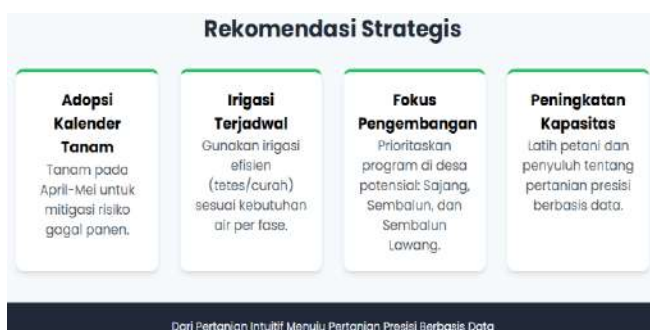 Rekomendasi Strategis
Adopsi
Kalender
Tanam
Tanam pada
April-Mei untuk
mitigasi risiko
gagal panen.
Irigasi
Terjadwal
Gunakan irigasi
efisien
(tetes/curah)
sesuai kebutuhan
air per fase.
Fokus
Pengembangan
Prioritaskan
program di desa
potensial: Sajang,
Sembalun, dan
Sembalun
Lawang.
Peningkatan
Kapasitas
Latih petani dan
penyuluh tentang
pertanian presisi
berbasis data.
Dari Pertanian Intuitif Menuju Pertanian Presisi Berbasis Data